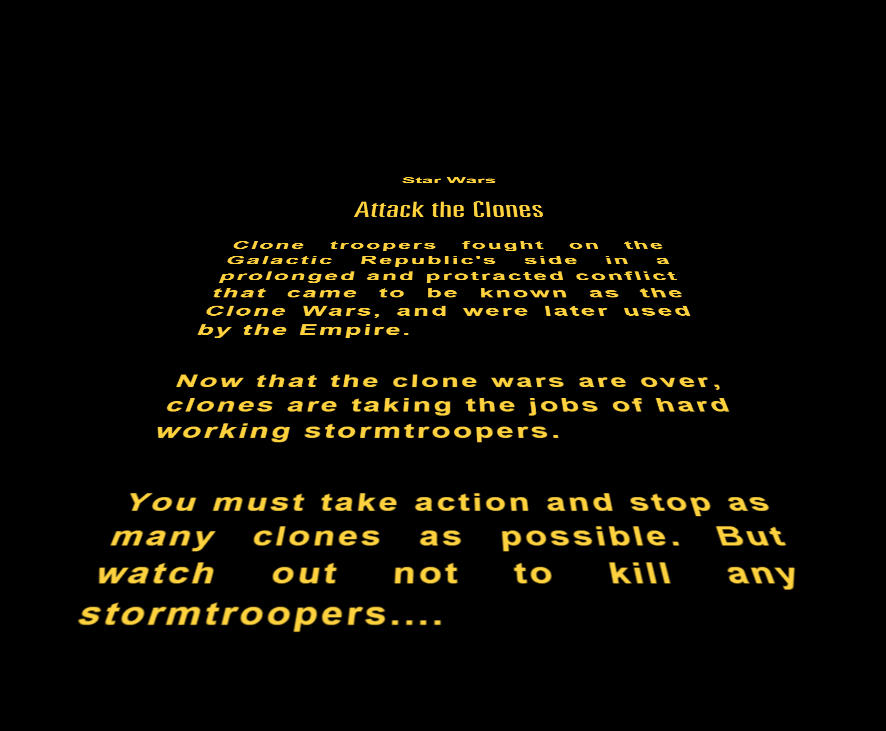 Star Wars
Attack the Clones
Clone troopers fought on the
Galactic Republic's side in a
prolonged and protracted conflict
that came to be known as the
Clone Wars, and were later used
by the Empire.
Now that the clone wars are over,
clones are taking the jobs of hard
working stormtroopers.
You must take action and stop as
many clones as possible. But
watch out not to kill any
stormtroopers....